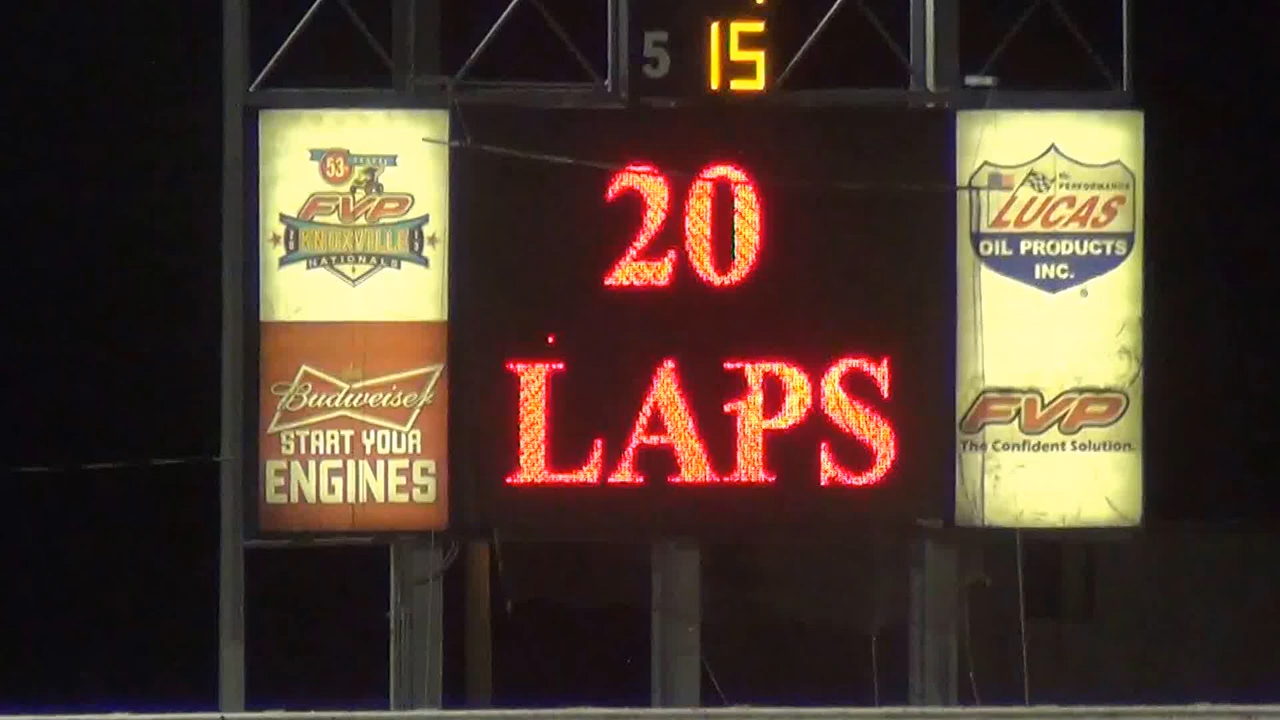 5 15
20
LAPS
53
FVP
KNOXVILLE
NATIONALS
Budweiser
START YOUR
ENGINES
PERFORMANCE
LUCAS
OIL PRODUCTS
INC.
®
FVP
The Confident Solution.